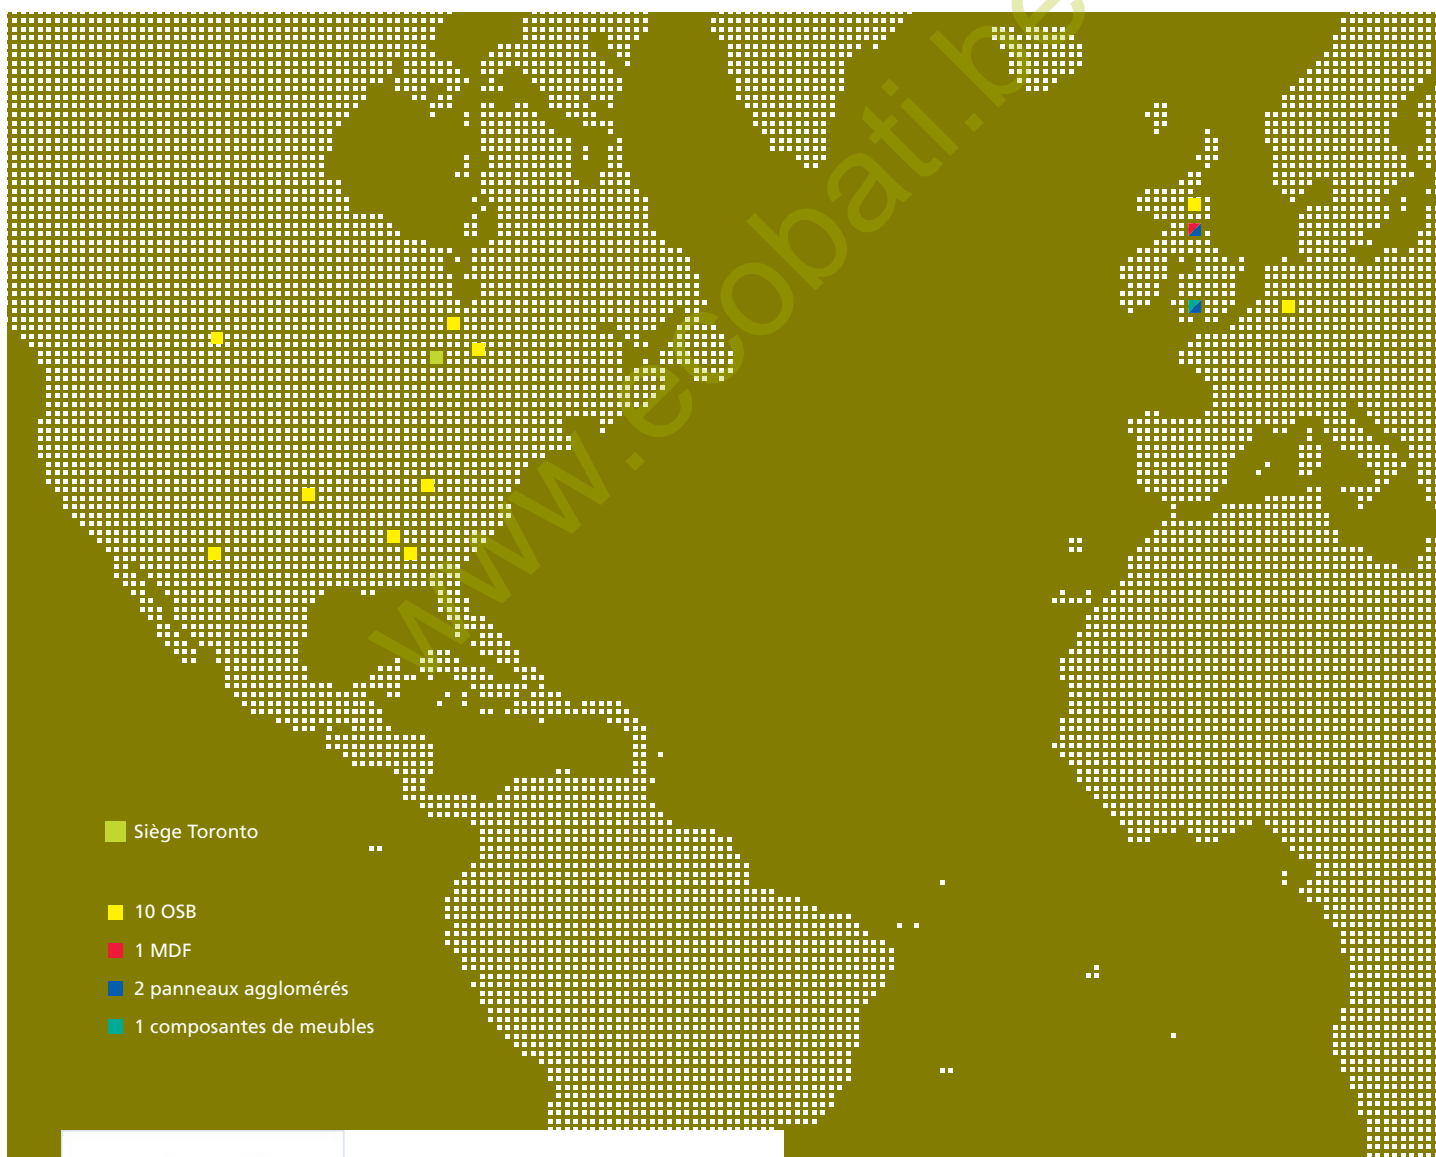 www.ecobati.be
Siège Toronto
10 OSB
1 MDF
2 panneaux agglomérés
1 composantes de meubles